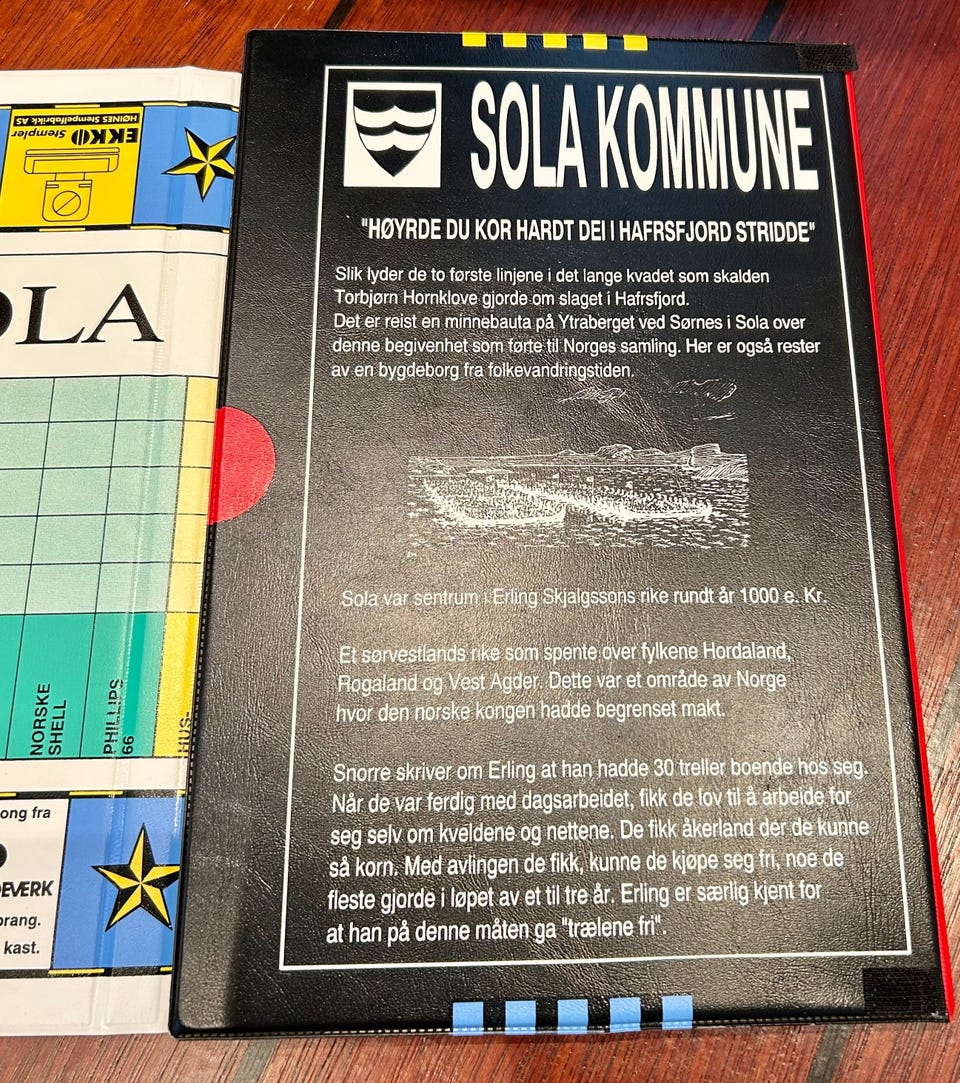 HØINES Stempelfabrikk AS
EKKO Stempler
OLA
NORSKE
SHELL
PHILLIPS
66
HUS-
ong fra
EVERK
prang.
kast.
SOLA KOMMUNE
"HØYRDE DU KOR HARDT DEI I HAFRSFJORD STRIDDE"
Slik lyder de to første linjene i det lange kvadet som skalden
Torbjørn Hornklove gjorde om slaget i Hafrsfjord.
Det er reist en minnebauta på Ytraberget ved Sørnes i Sola over
denne begivenhet som førte til Norges samling. Her er også rester
av en bygdeborg fra folkevandringstiden.
Sola var sentrum i Erling Skjalgssons rike rundt år 1000 e. Kr.
Et sørvestlands rike som spente over fylkene Hordaland,
Rogaland og Vest Agder. Dette var et område av Norge
hvor den norske kongen hadde begrenset makt.
Snorre skriver om Erling at han hadde 30 treller boende hos seg.
Når de var ferdig med dagsarbeidet, fikk de lov til å arbeide for
seg selv om kveldene og nettene. De fikk åkerland der de kunne
så korn. Med avlingen de fikk, kunne de kjøpe seg fri, noe de
fleste gjorde i løpet av et til tre år. Erling er særlig kjent for
at han på denne måten ga "trælene fri".